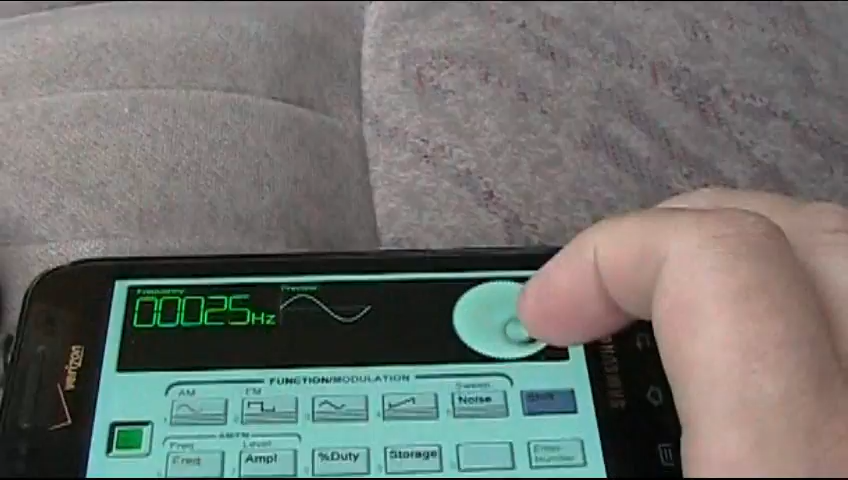 Frequency Preview
00025Hz
FUNCTION/MODULATION
AM FM Sweep
Noise Shift
AM/FM
Freq Level
Freq Ampl %Duty Storage Enter Number
verizon
SAMSUNG